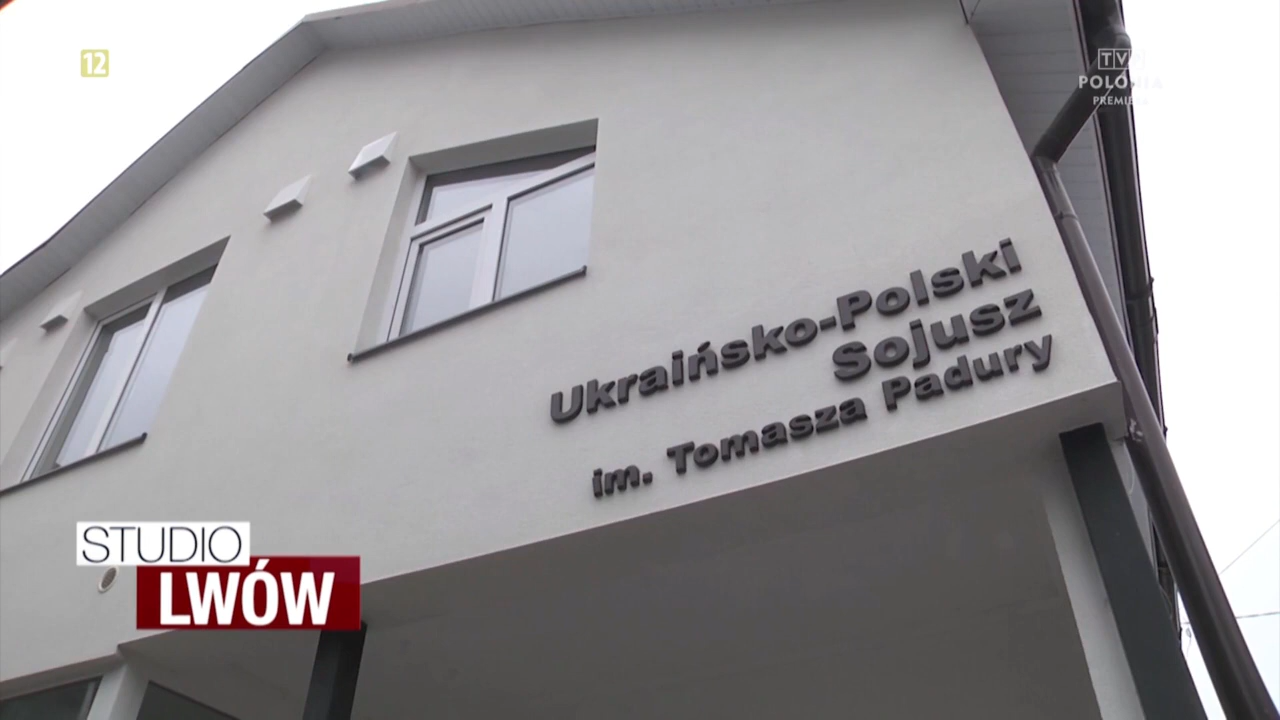 12
TVP
POLONIA
PREMIERA
Ukraińsko-Polski
Sojusz
im. Tomasza Padury
STUDIO
LWÓW